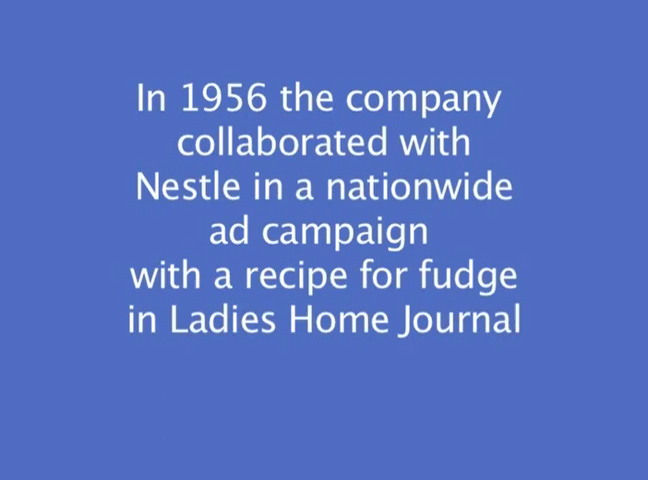 In 1956 the company
collaborated with
Nestle in a nationwide
ad campaign
with a recipe for fudge
in Ladies Home Journal